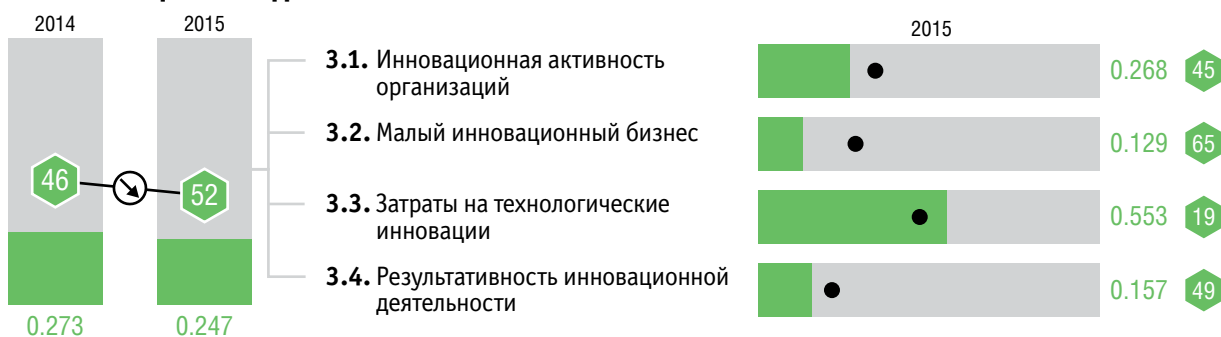 2014
2015
46
52
0.273
0.247
3.1. Инновационная активность
организаций
3.2. Малый инновационный бизнес
3.3. Затраты на технологические
инновации
3.4. Результативность инновационной
деятельности
2015
0.268 45
0.129 65
0.553 19
0.157 49